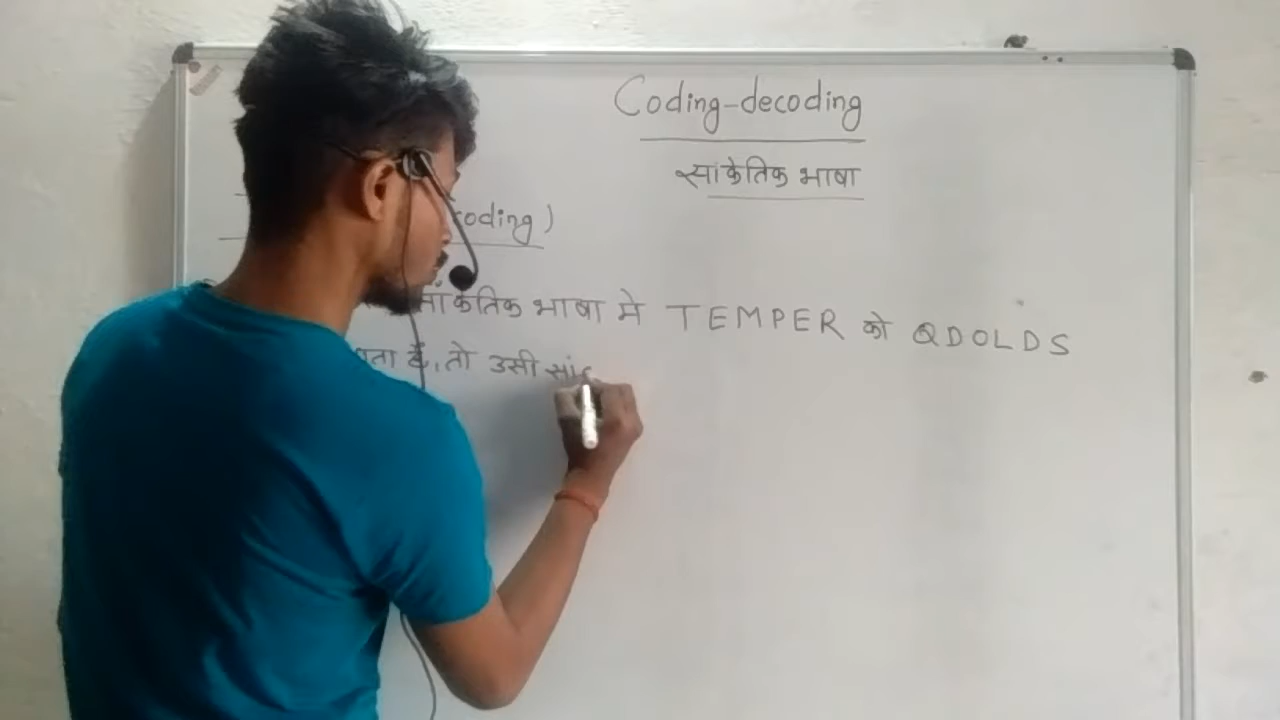 Coding-decoding
सांकेतिक भाषा
coding)
सांकेतिक भाषा मे TEMPER को QDOLDS
है, तो उसी सां